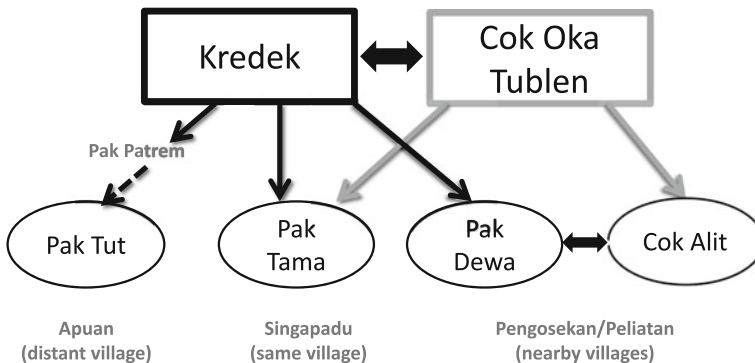 Kredek
Cok Oka
Tublen
Pak Patrem
Pak Tut
Pak
Tama
Pak
Dewa
Cok Alit
Apuan
(distant village)
Singapadu
(same village)
Pengosekan/Peliatan
(nearby villages)